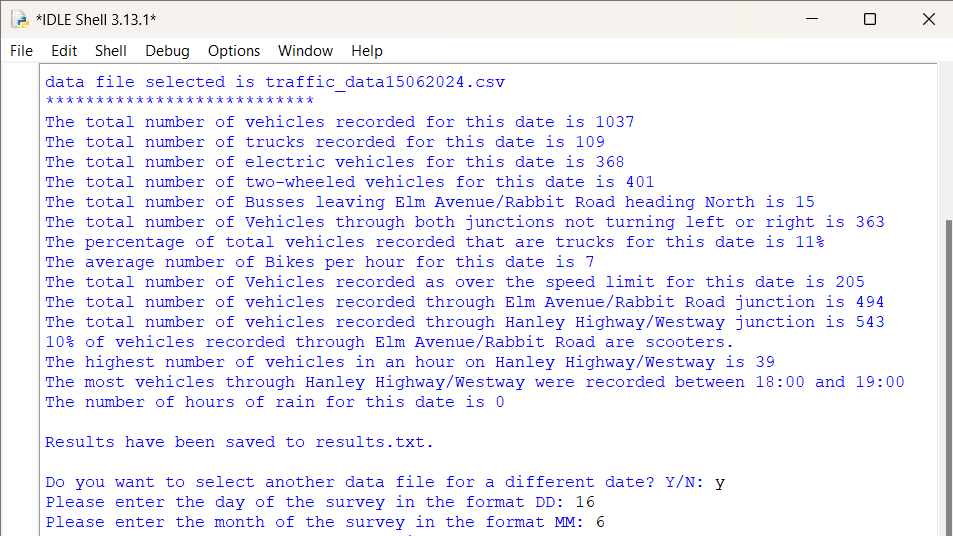 *IDLE Shell 3.13.1*
File Edit Shell Debug Options Window Help
data file selected is traffic_data15062024.csv
***************************
The total number of vehicles recorded for this date is 1037
The total number of trucks recorded for this date is 109
The total number of electric vehicles for this date is 368
The total number of two-wheeled vehicles for this date is 401
The total number of Busses leaving Elm Avenue/Rabbit Road heading North is 15
The total number of Vehicles through both junctions not turning left or right is 363
The percentage of total vehicles recorded that are trucks for this date is 11%
The average number of Bikes per hour for this date is 7
The total number of Vehicles recorded as over the speed limit for this date is 205
The total number of vehicles recorded through Elm Avenue/Rabbit Road junction is 494
The total number of vehicles recorded through Hanley Highway/Westway junction is 543
10% of vehicles recorded through Elm Avenue/Rabbit Road are scooters.
The highest number of vehicles in an hour on Hanley Highway/Westway is 39
The most vehicles through Hanley Highway/Westway were recorded between 18:00 and 19:00
The number of hours of rain for this date is 0
Results have been saved to results.txt.
Do you want to select another data file for a different date? Y/N: y
Please enter the day of the survey in the format DD: 16
Please enter the month of the survey in the format MM: 6